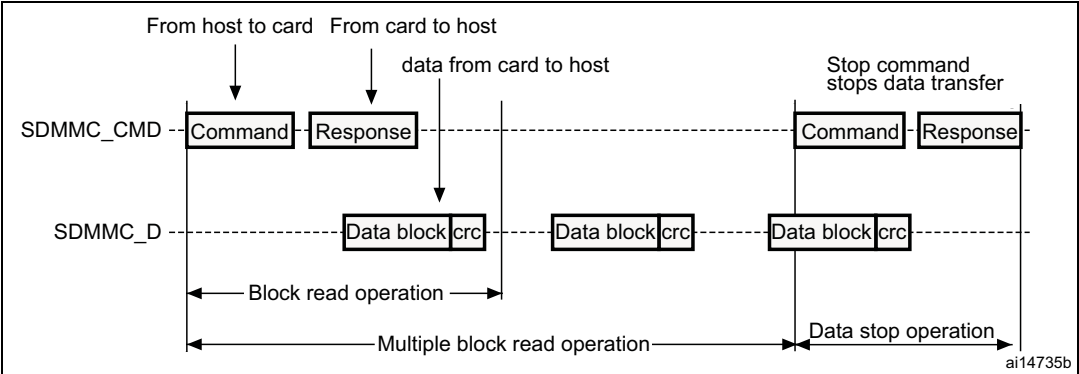 From host to card From card to host
data from card to host
Stop command
stops data transfer
SDMMC_CMD Command Response Command Response
SDMMC_D Data block crc Data block crc Data block crc
Block read operation
Data stop operation
Multiple block read operation
ai14735b